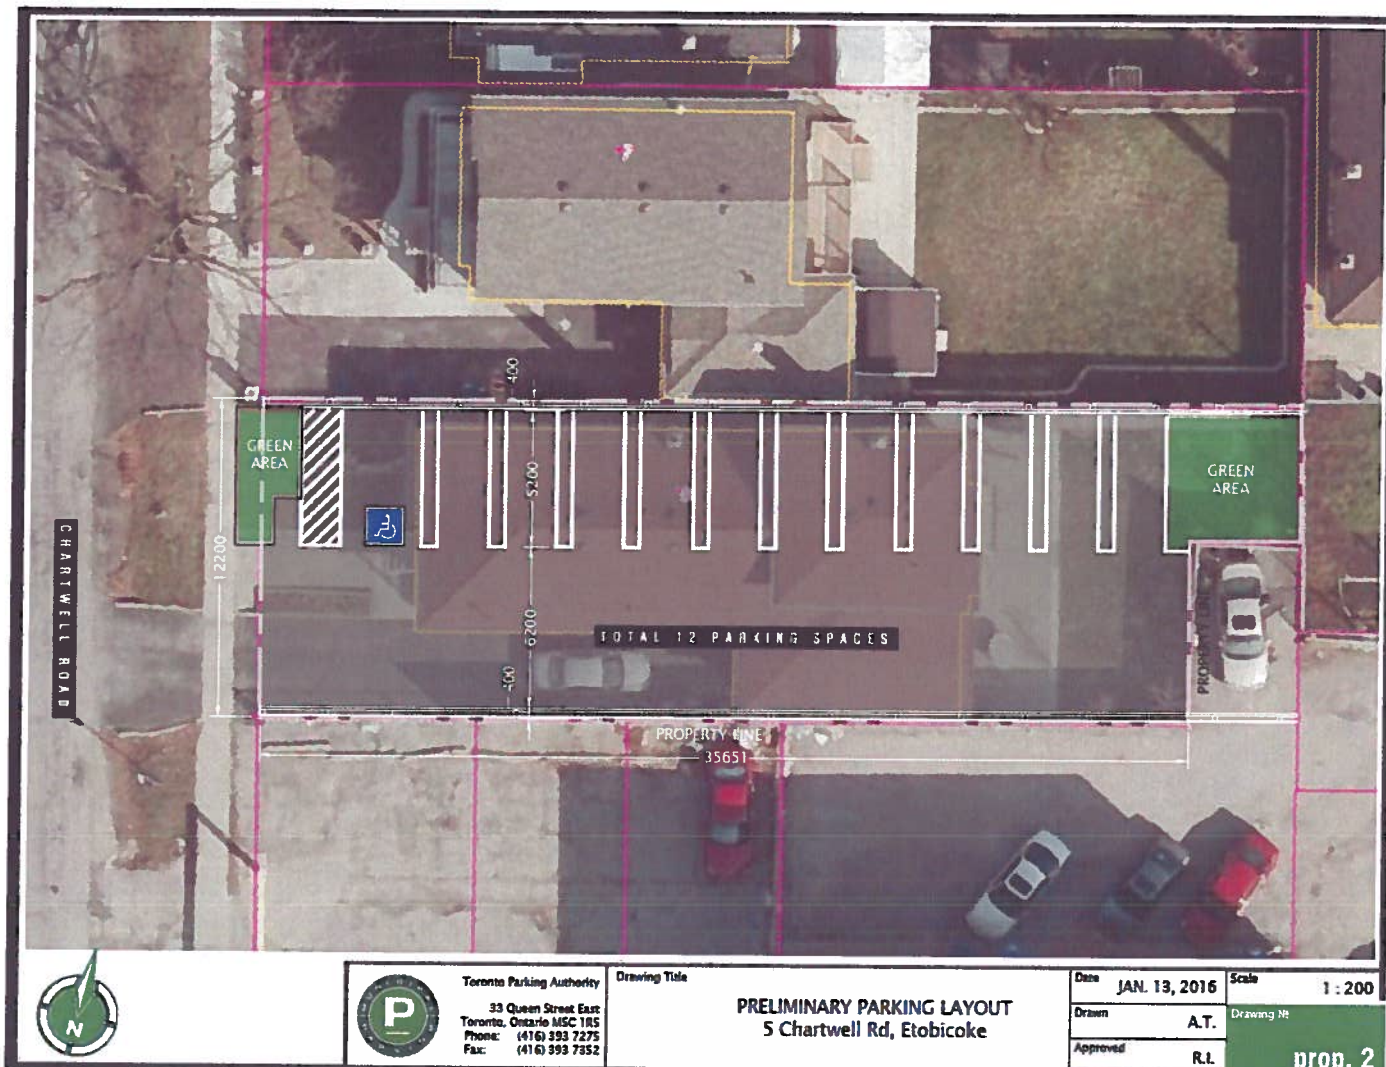 400
GREEN
AREA
5200
GREEN
AREA
12200
CHARTWELL ROAD
6200
TOTAL 12 PARKING SPACES
400
PROPERTY LINE
PROPERTY LINE
35651
N
P
Toronto Parking Authority
33 Queen Street East
Toronto, Ontario M5C 1R5
Phone: (416) 393 7275
Fax: (416) 393 7352
Drawing Title
PRELIMINARY PARKING LAYOUT
5 Chartwell Rd, Etobicoke
Date JAN. 13, 2016
Scale 1:200
Drawn A.T.
Drawing №
Approved R.I.
prop. 2